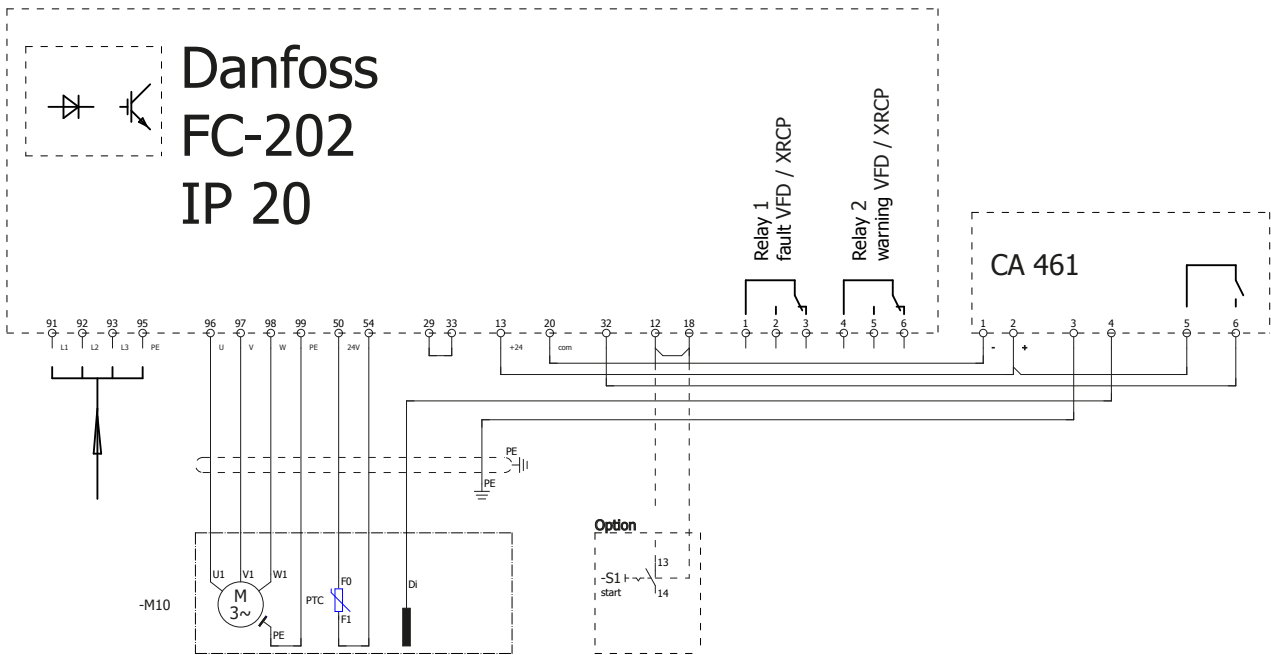 Danfoss
FC-202
IP 20
Relay 1
fault VFD / XRCP
Relay 2
warning VFD / XRCP
CA 461
91 92 93 95 96 97 98 99 50 54 29 33 13 20 32 12 18 1 2 3 4 5 6 1 2 3 4 5 6
L1 L2 L3 PE U V W PE 24V +24 com - +
PE
PE
Option
-M10
U1 V1 W1
M
3~
PE
PTC
F0
F1
Di
-S1
start
13
14